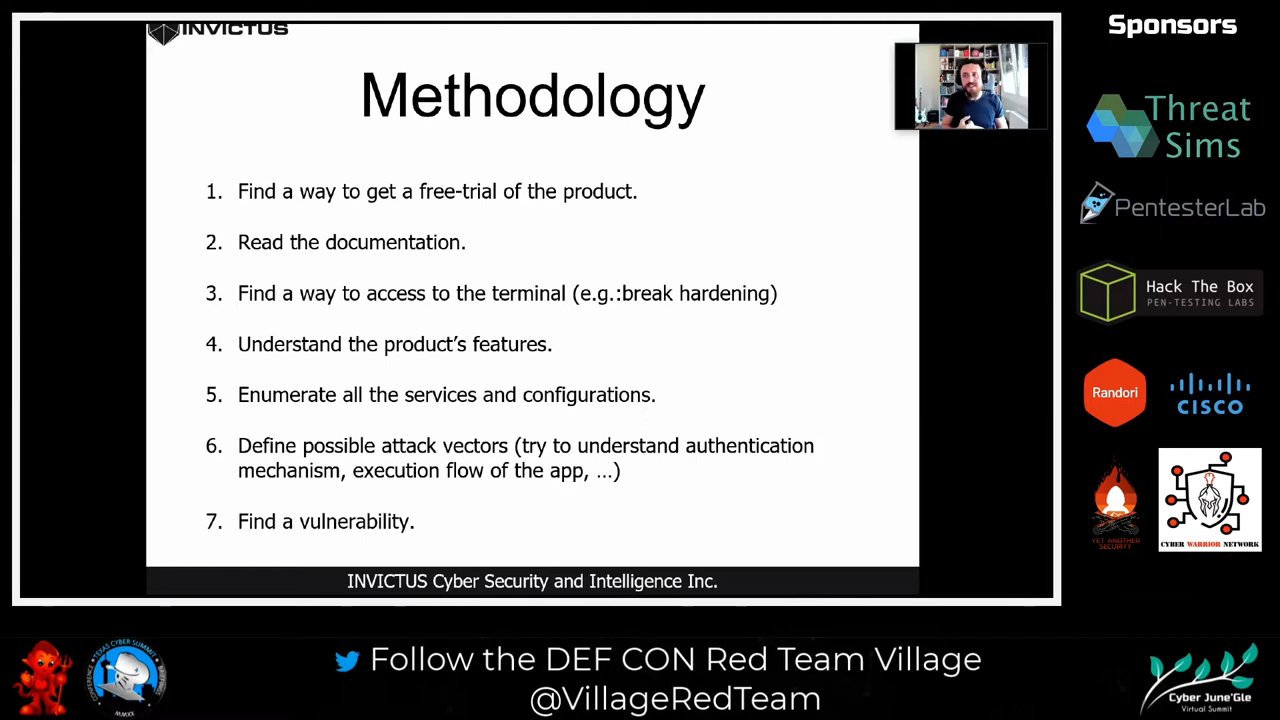 INVICTUS
Methodology
1. Find a way to get a free-trial of the product.
2. Read the documentation.
3. Find a way to access to the terminal (e.g.:break hardening)
4. Understand the product's features.
5. Enumerate all the services and configurations.
6. Define possible attack vectors (try to understand authentication
mechanism, execution flow of the app, ...)
7. Find a vulnerability.
INVICTUS Cyber Security and Intelligence Inc.
Sponsors
Threat
Sims
PentesterLab
Hack The Box
PEN-TESTING LABS
Randori
CISCO
YET ANOTHER
SECURITY
CYBER WARRIOR NETWORK
TEXAS CYBER SUMMIT
Follow the DEF CON Red Team Village
@VillageRedTeam
Cyber June'Gle
Virtual Summit